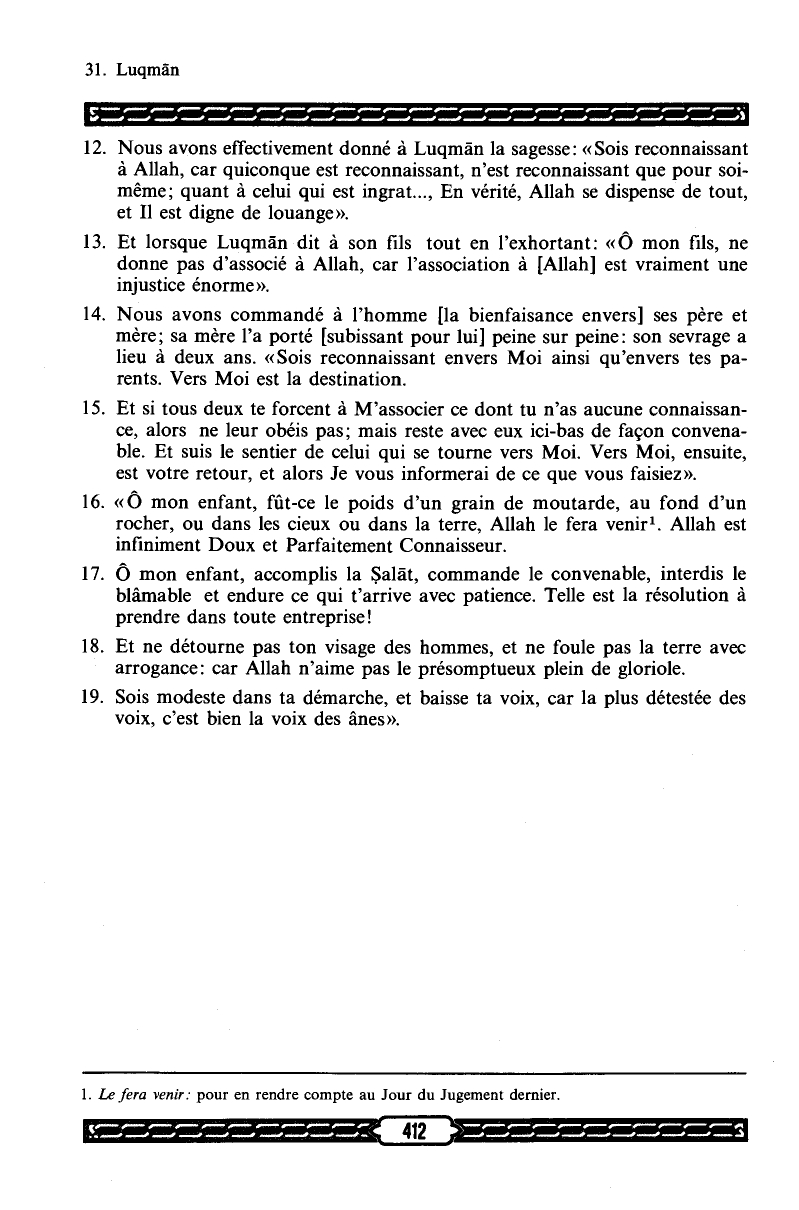 31. Luqmān
12. Nous avons effectivement donné à Luqmān la sagesse: «Sois reconnaissant
à Allah, car quiconque est reconnaissant, n'est reconnaissant que pour soi-
même; quant à celui qui est ingrat..., En vérité, Allah se dispense de tout,
et Il est digne de louange».
13. Et lorsque Luqmān dit à son fils tout en l'exhortant: «Ô mon fils, ne
donne pas d'associé à Allah, car l'association à [Allah] est vraiment une
injustice énorme».
14. Nous avons commandé à l'homme [la bienfaisance envers] ses père et
mère; sa mère l'a porté [subissant pour lui] peine sur peine: son sevrage a
lieu à deux ans. «Sois reconnaissant envers Moi ainsi qu'envers tes pa-
rents. Vers Moi est la destination.
15. Et si tous deux te forcent à M'associer ce dont tu n'as aucune connaissan-
ce, alors ne leur obéis pas; mais reste avec eux ici-bas de façon convena-
ble. Et suis le sentier de celui qui se tourne vers Moi. Vers Moi, ensuite,
est votre retour, et alors Je vous informerai de ce que vous faisiez».
16. «Ô mon enfant, fût-ce le poids d'un grain de moutarde, au fond d'un
rocher, ou dans les cieux ou dans la terre, Allah le fera venir¹. Allah est
infiniment Doux et Parfaitement Connaisseur.
17. Ô mon enfant, accomplis la Ṣalāt, commande le convenable, interdis le
blâmable et endure ce qui t'arrive avec patience. Telle est la résolution à
prendre dans toute entreprise!
18. Et ne détourne pas ton visage des hommes, et ne foule pas la terre avec
arrogance: car Allah n'aime pas le présomptueux plein de gloriole.
19. Sois modeste dans ta démarche, et baisse ta voix, car la plus détestée des
voix, c'est bien la voix des ânes».
1. Le fera venir: pour en rendre compte au Jour du Jugement dernier.
412